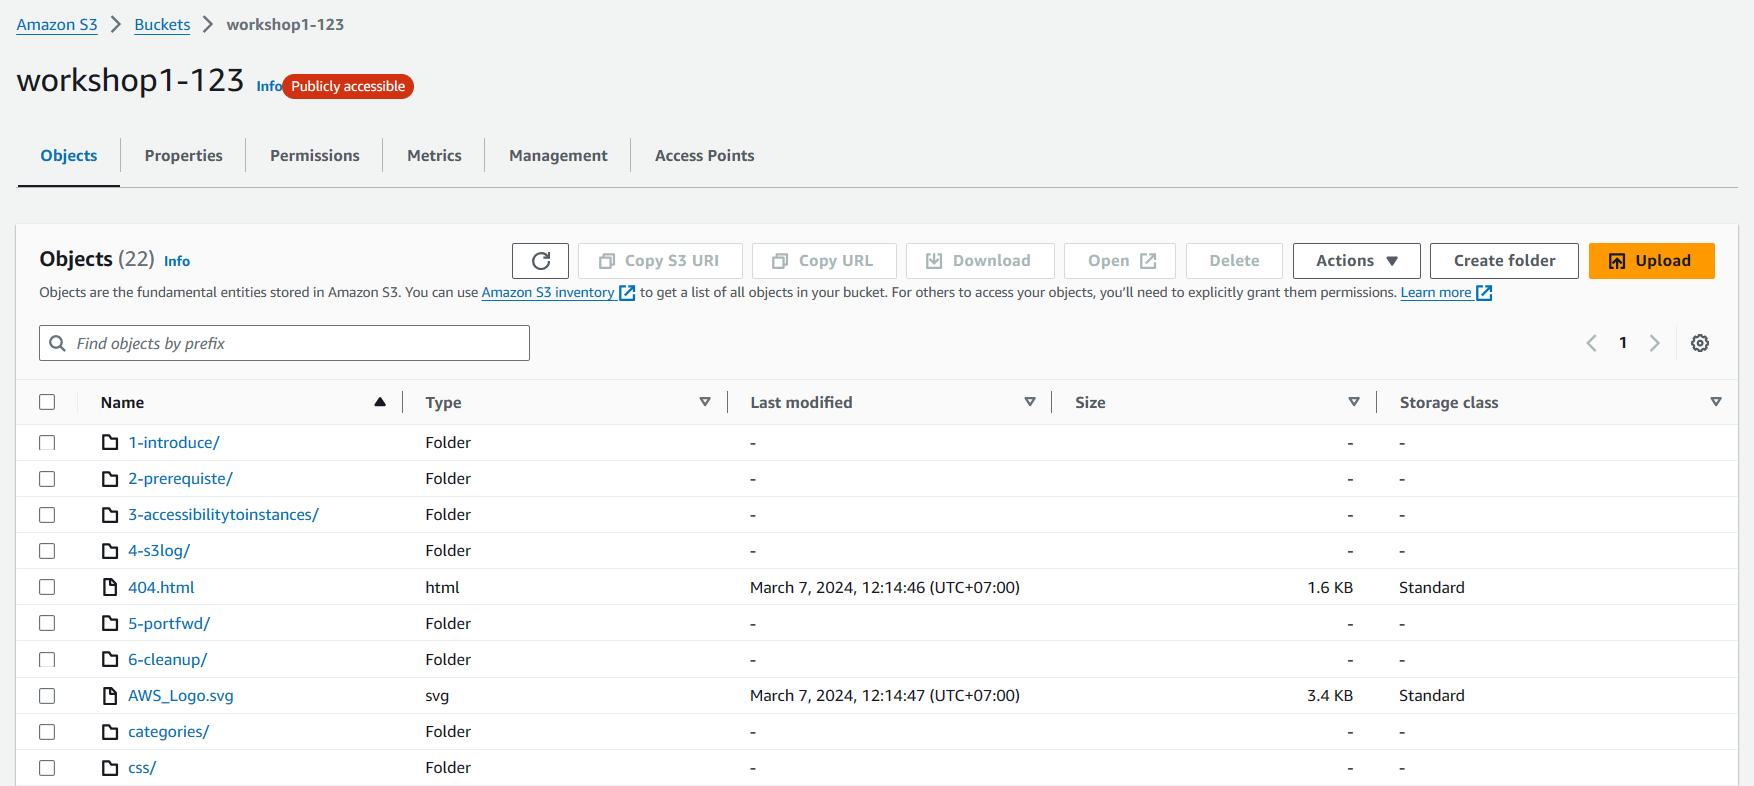 Amazon S3 > Buckets > workshop1-123
workshop1-123 Info Publicly accessible
Objects Properties Permissions Metrics Management Access Points
Objects (22) Info Copy S3 URI Copy URL Download Open Delete Actions Create folder Upload
Objects are the fundamental entities stored in Amazon S3. You can use Amazon S3 inventory to get a list of all objects in your bucket. For others to access your objects, you'll need to explicitly grant them permissions. Learn more
Find objects by prefix 1
Name Type Last modified Size Storage class
1-introduce/ Folder - - -
2-prerequiste/ Folder - - -
3-accessibilitytoinstances/ Folder - - -
4-s3log/ Folder - - -
404.html html March 7, 2024, 12:14:46 (UTC+07:00) 1.6 KB Standard
5-portfwd/ Folder - - -
6-cleanup/ Folder - - -
AWS_Logo.svg svg March 7, 2024, 12:14:47 (UTC+07:00) 3.4 KB Standard
categories/ Folder - - -
css/ Folder - - -